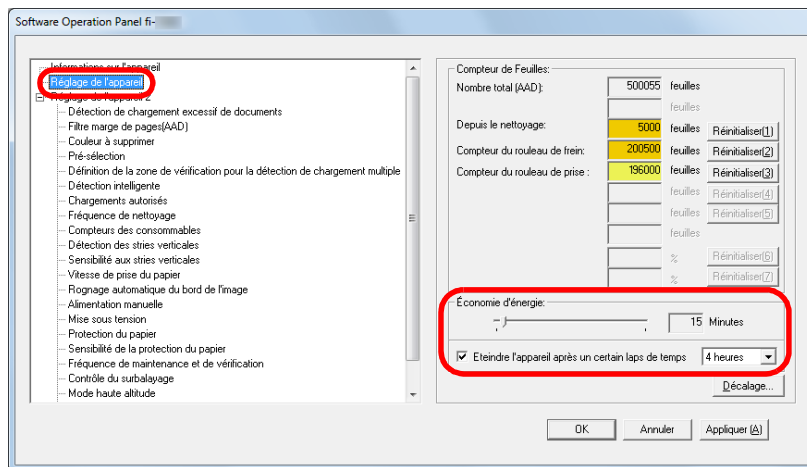 Software Operation Panel fi-
Informations sur l'appareil
Réglage de l'appareil
Réglage de l'appareil 2
Détection de chargement excessif de documents
Filtre marge de pages(AAD)
Couleur à supprimer
Pré-sélection
Définition de la zone de vérification pour la détection de chargement multiple
Détection intelligente
Chargements autorisés
Fréquence de nettoyage
Compteurs des consommables
Détection des stries verticales
Sensibilité aux stries verticales
Vitesse de prise du papier
Rognage automatique du bord de l'image
Alimentation manuelle
Mise sous tension
Protection du papier
Sensibilité de la protection du papier
Fréquence de maintenance et de vérification
Contrôle du surbalayage
Mode haute altitude
Compteur de Feuilles:
Nombre total (AAD): 500055 feuilles
feuilles
Depuis le nettoyage: 5000 feuilles Réinitialiser(1)
Compteur du rouleau de frein: 200500 feuilles Réinitialiser(2)
Compteur du rouleau de prise : 196000 feuilles Réinitialiser(3)
feuilles Réinitialiser(4)
feuilles Réinitialiser(5)
feuilles
% Réinitialiser(6)
% Réinitialiser(7)
Économie d'énergie:
15 Minutes
Eteindre l'appareil après un certain laps de temps 4 heures
Décalage...
OK Annuler Appliquer (A)